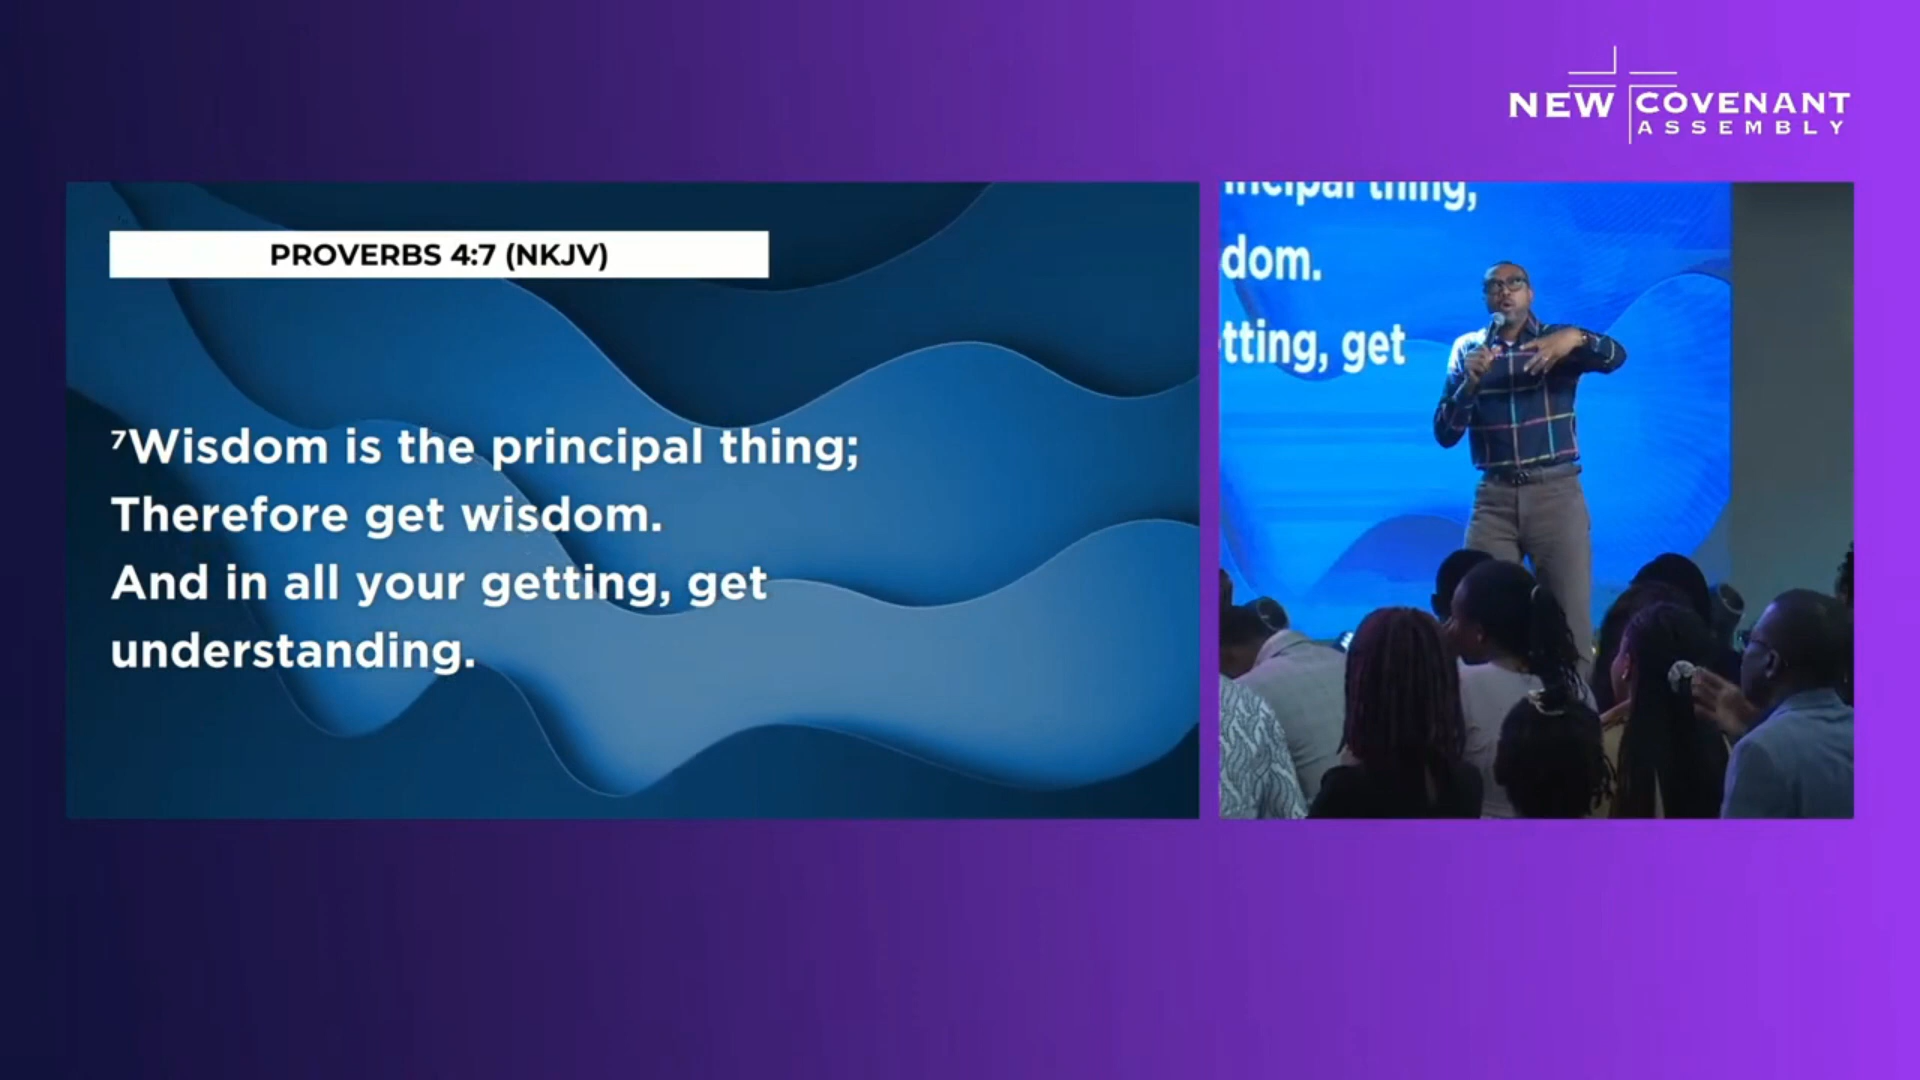 NEW COVENANT
ASSEMBLY
PROVERBS 4:7 (NKJV)
⁷Wisdom is the principal thing;
Therefore get wisdom.
And in all your getting, get
understanding.
thing,
dom.
tting, get